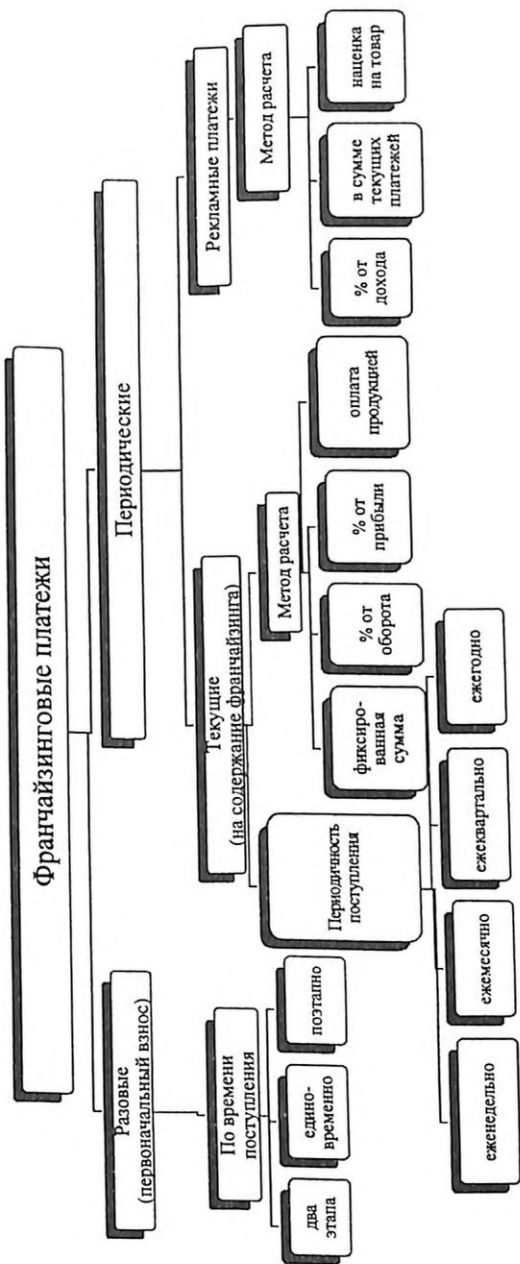 Франчайзинговые платежи
Разовые
(первоначальный взнос)
Периодические
По времени
поступления
два
этапа
едино-
временно
поэтапно
Текущие
(на содержание франчайзинга)
Рекламные платежи
Периодичность
поступления
Метод расчета
Метод расчета
фиксиро-
ванная
сумма
% от
оборота
% от
прибыли
оплата
продукцией
% от
дохода
в сумме
текущих
платежей
наценка
на товар
еженедельно
ежемесячно
ежеквартально
ежегодно